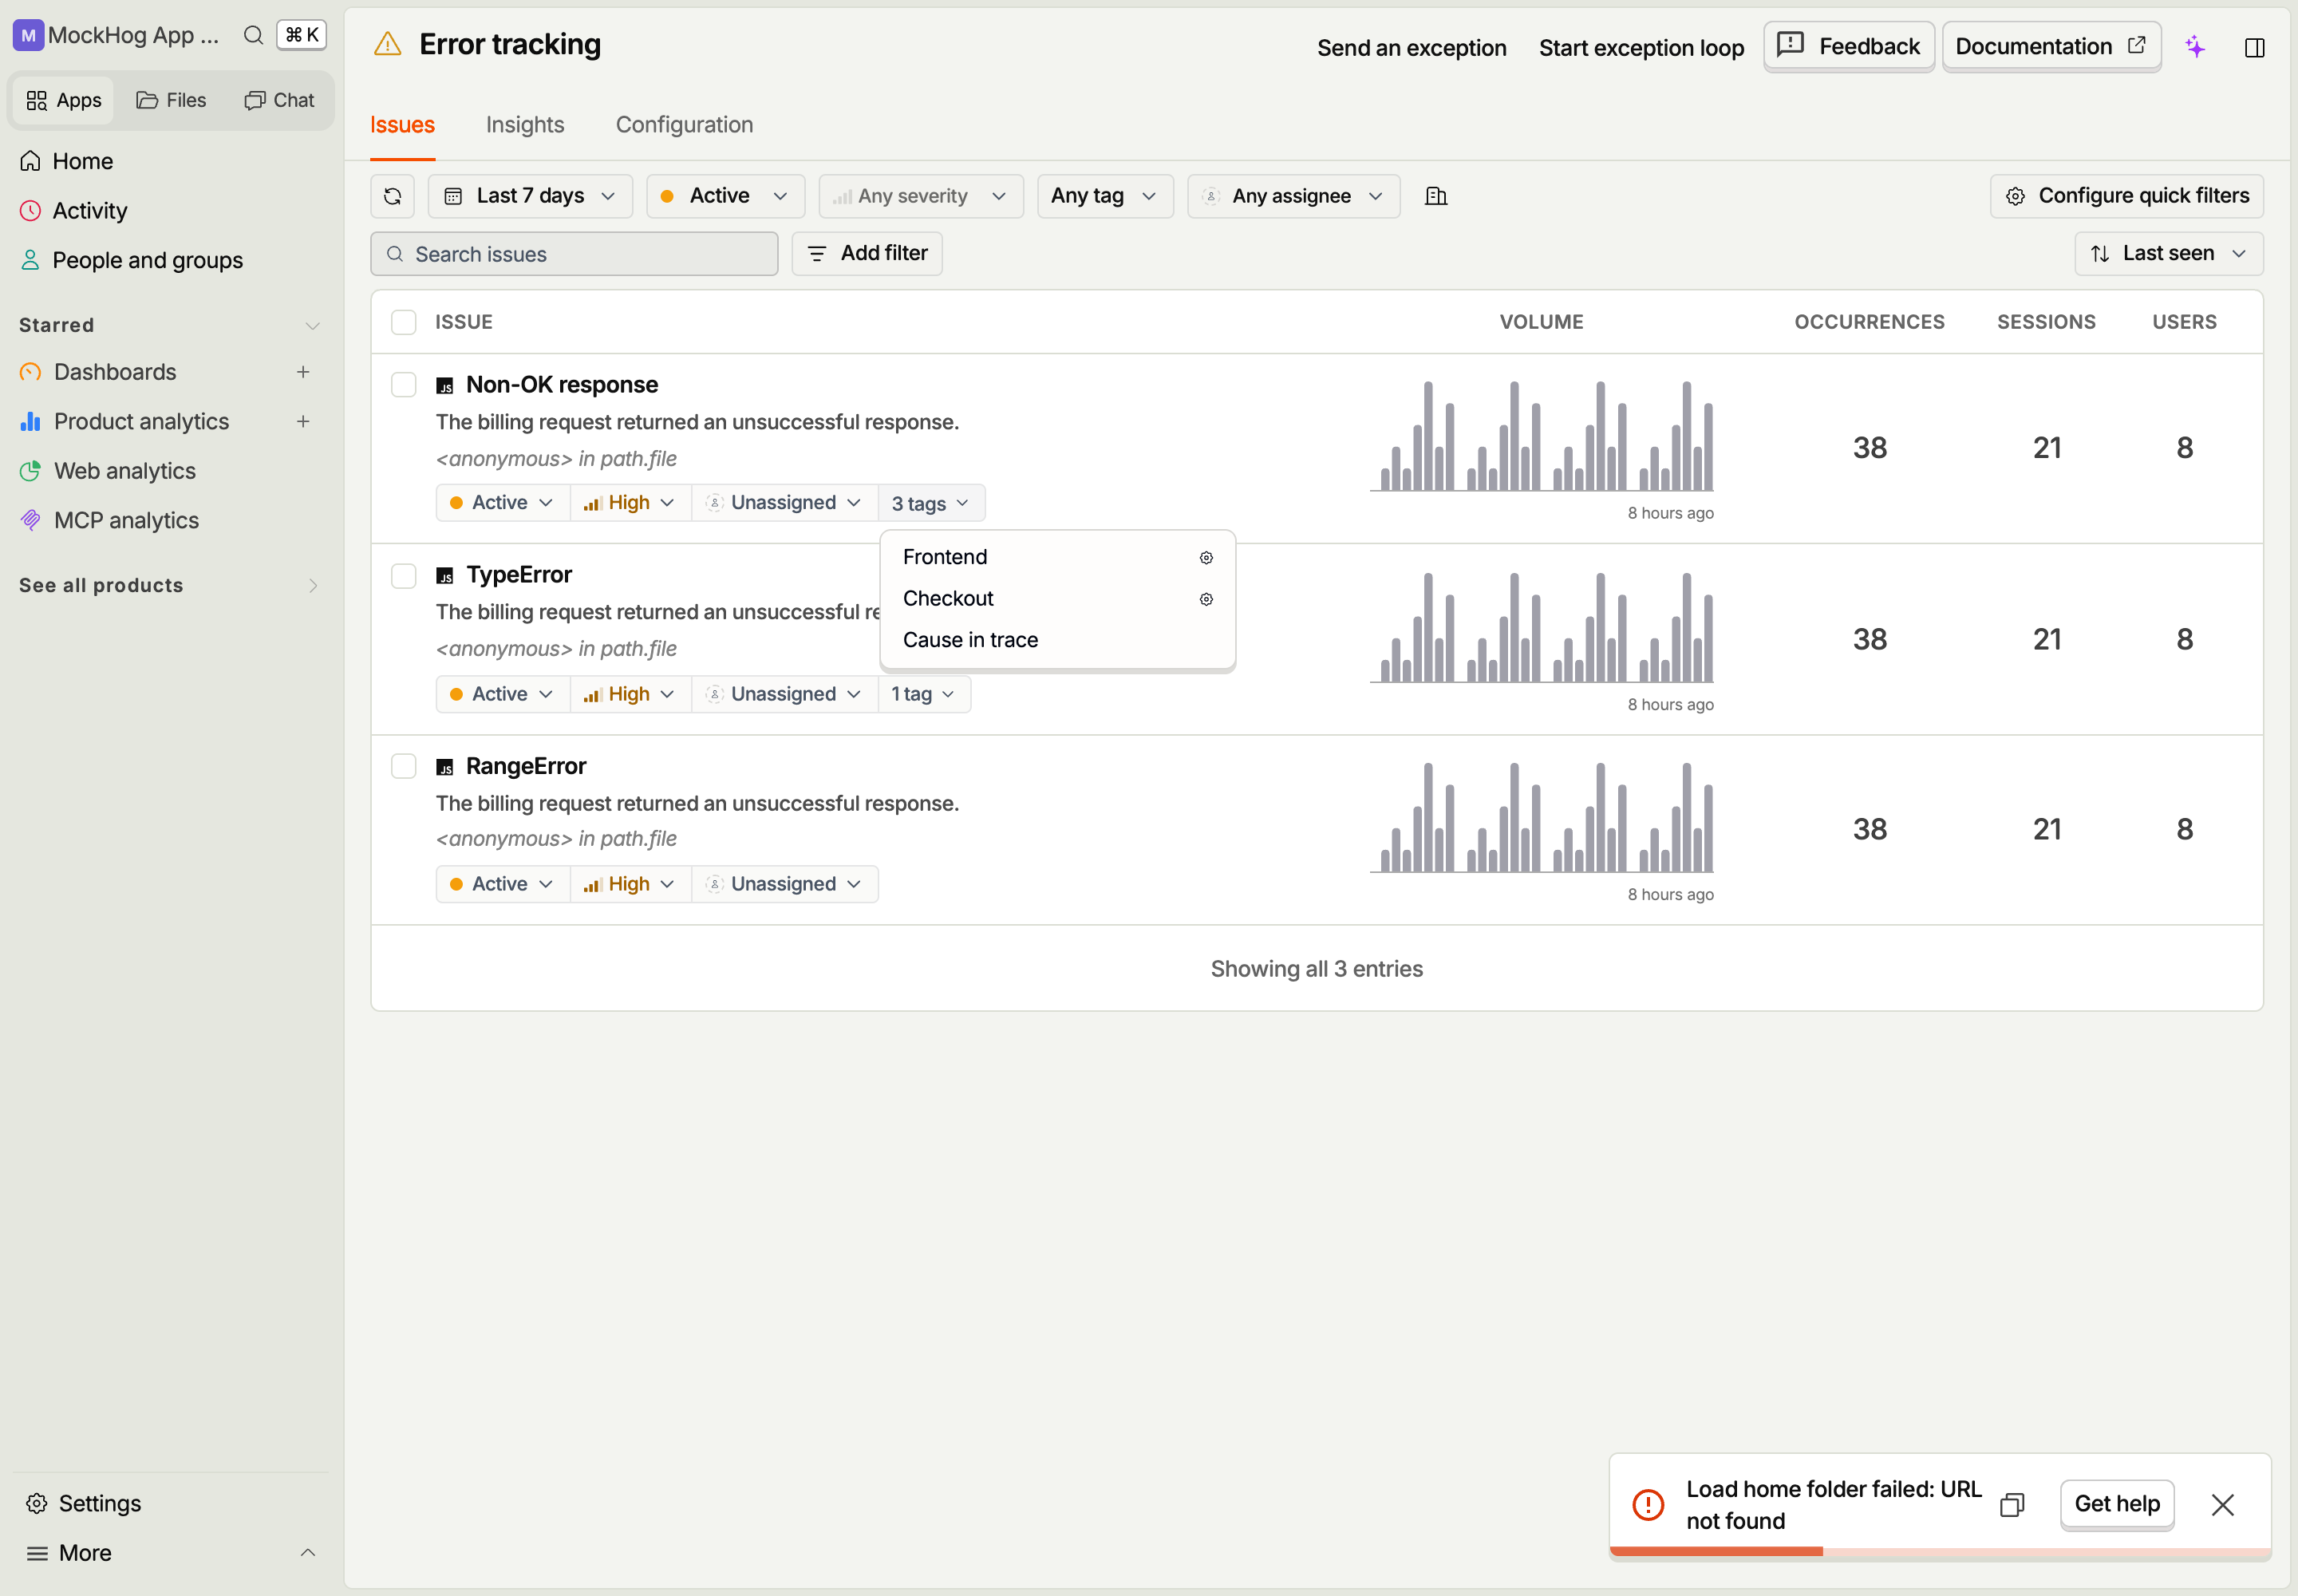 M MockHog App ... ⌘ K
Apps Files Chat
Home
Activity
People and groups
Starred
Dashboards +
Product analytics +
Web analytics
MCP analytics
See all products
Settings
More
Error tracking
Send an exception Start exception loop Feedback Documentation
Issues Insights Configuration
Last 7 days Active Any severity Any tag Any assignee Configure quick filters
Search issues Add filter Last seen
ISSUE VOLUME OCCURRENCES SESSIONS USERS
JS Non-OK response
The billing request returned an unsuccessful response.
<anonymous> in path.file
Active High Unassigned 3 tags
8 hours ago
38 21 8
Frontend
Checkout
Cause in trace
JS TypeError
The billing request returned an unsuccessful re
<anonymous> in path.file
Active High Unassigned 1 tag
8 hours ago
38 21 8
JS RangeError
The billing request returned an unsuccessful response.
<anonymous> in path.file
Active High Unassigned
8 hours ago
38 21 8
Showing all 3 entries
Load home folder failed: URL
not found
Get help